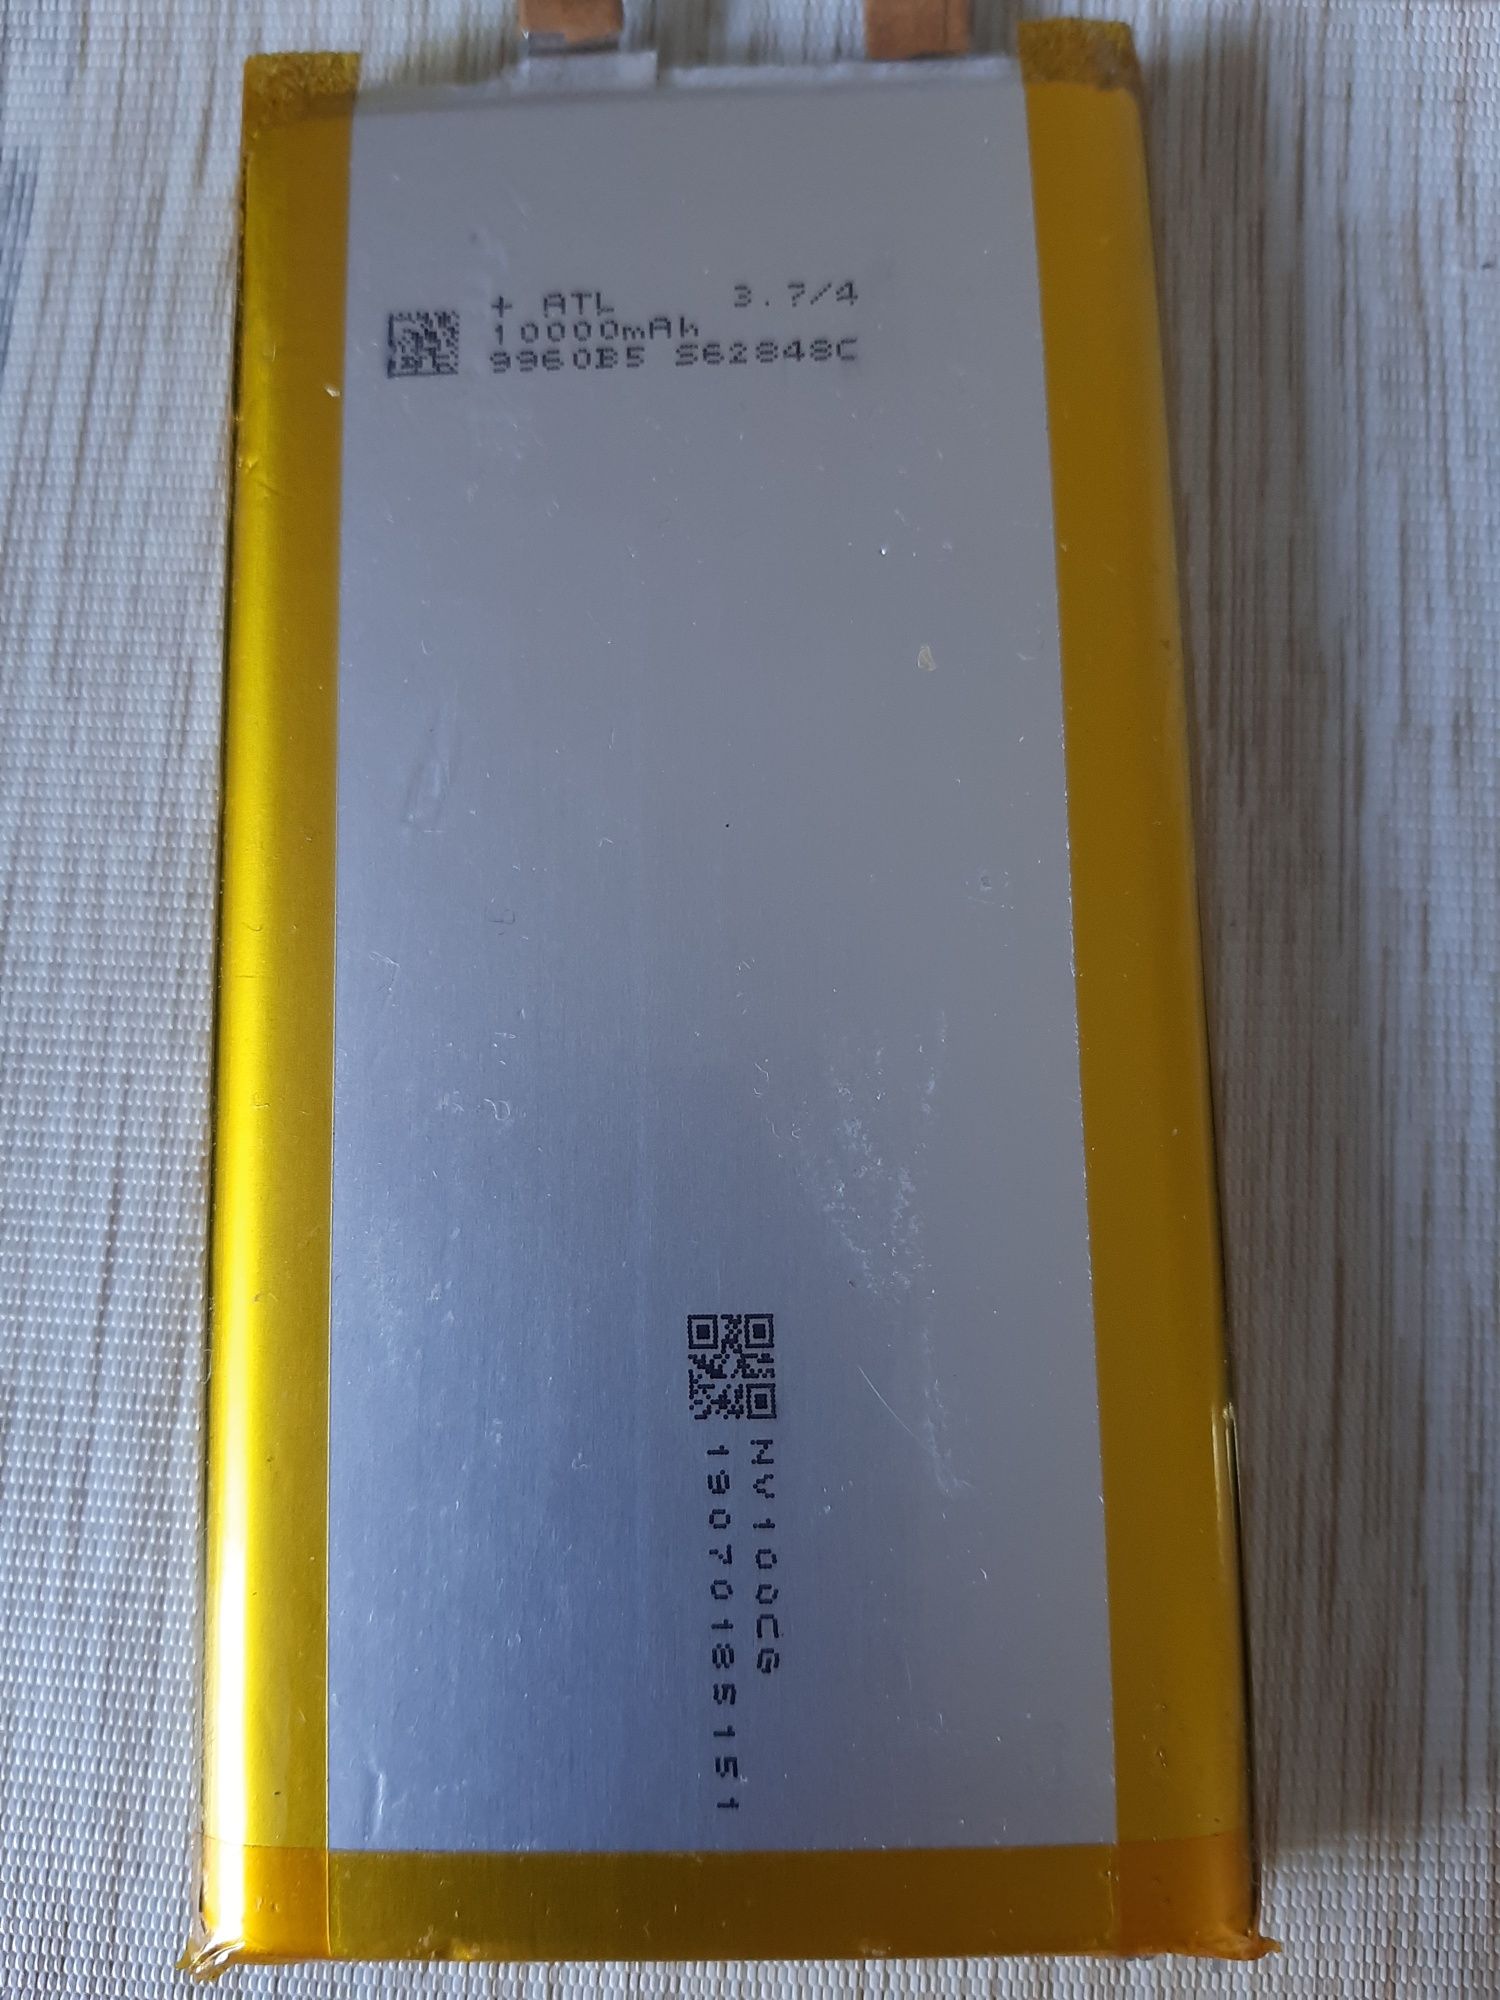 + ATL 3.7/4
10000mAh
9960B5 S62848C
NV100CG
1907018S151